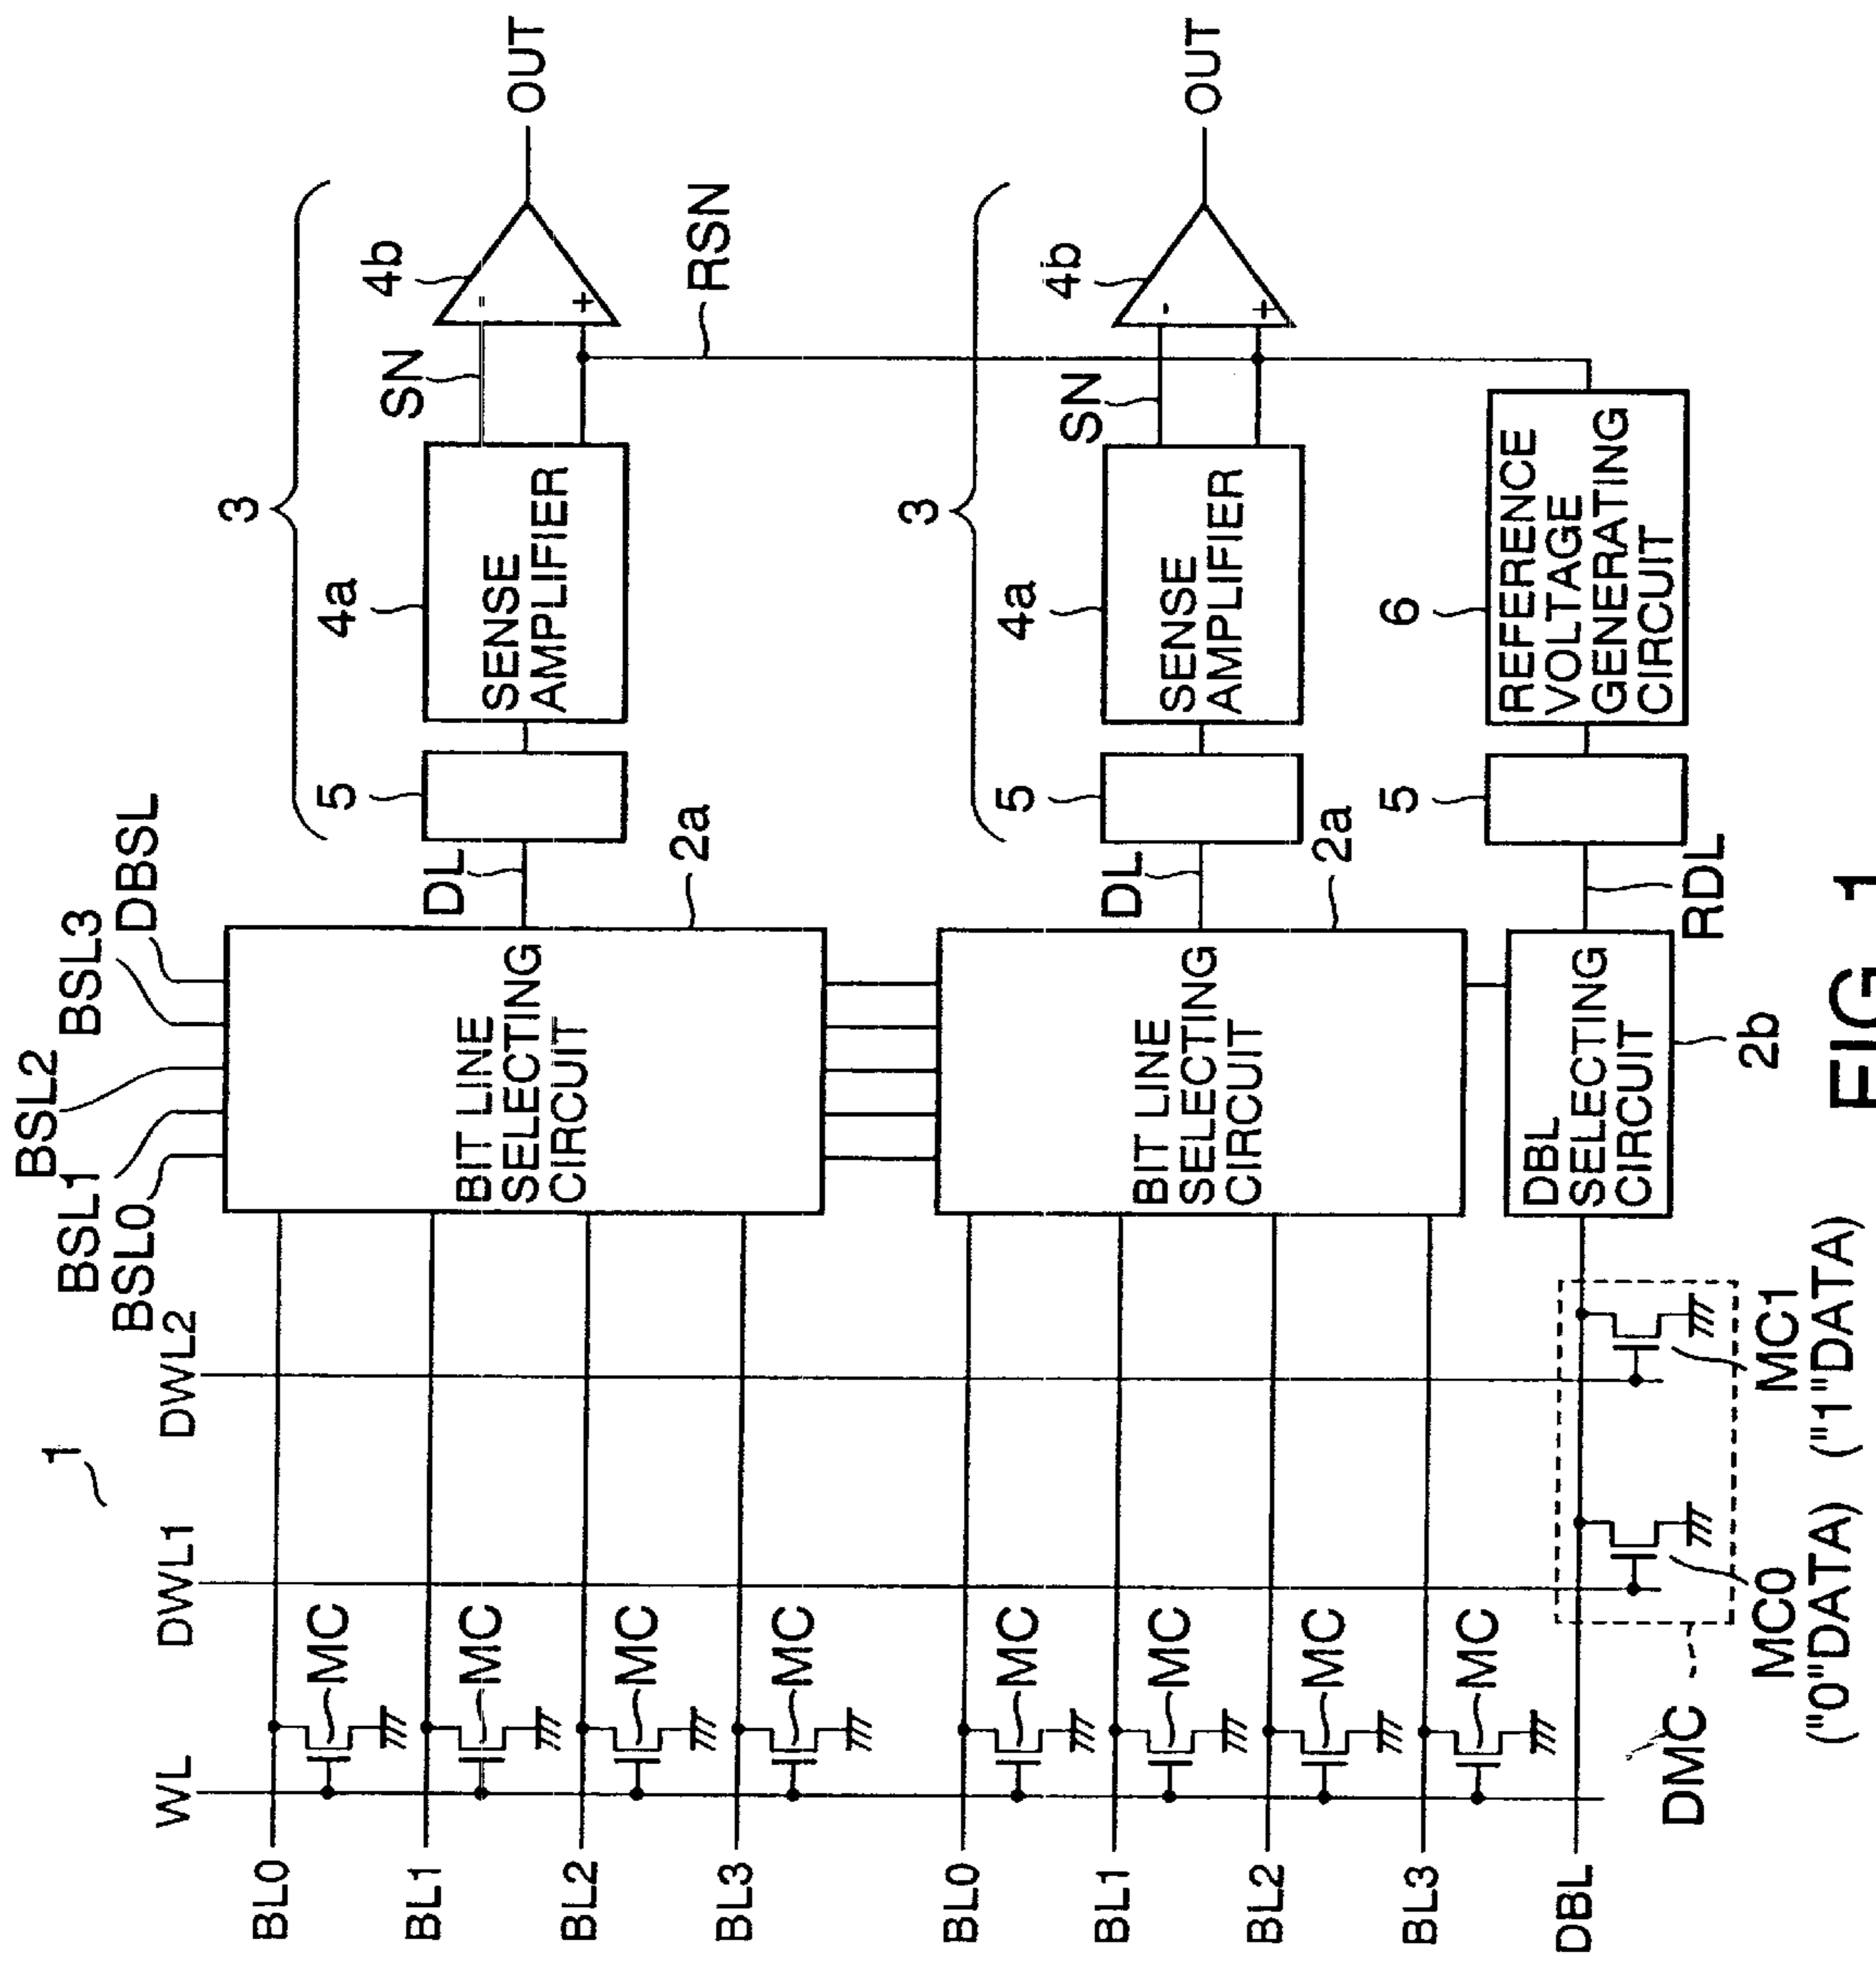 BSL2
BSL3
DBSL
BSL1
BSL0
1
WL
DWL1
DWL2
3
5
4a
4b
BL0
MC
BL1
MC
BL2
MC
BL3
MC
BIT LINE
SELECTING
CIRCUIT
2a
DL
SENSE
AMPLIFIER
SN
OUT
RSN
3
5
4a
4b
BL0
MC
BL1
MC
BL2
MC
BL3
MC
BIT LINE
SELECTING
CIRCUIT
2a
DL
SENSE
AMPLIFIER
SN
OUT
DBL
DBL
SELECTING
CIRCUIT
2b
RDL
5
6
REFERENCE
VOLTAGE
GENERATING
CIRCUIT
DMC
MC0
("0"DATA)
MC1
("1"DATA)
FIG. 1